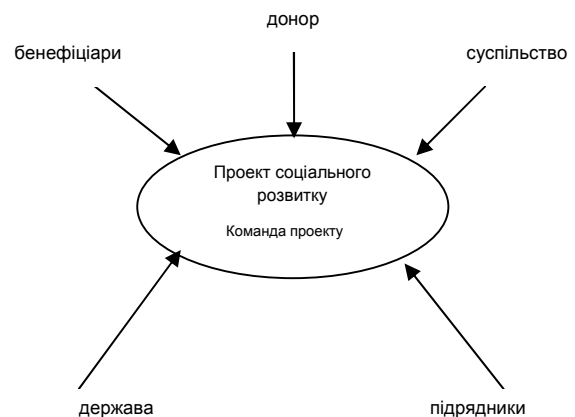 донор
бенефіціари
суспільство
Проект соціального
розвитку
Команда проекту
держава
підрядники